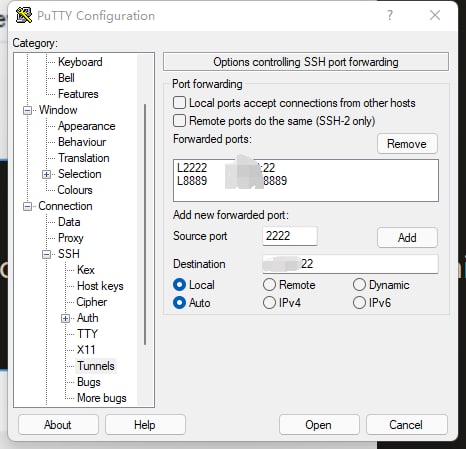 PuTTY Configuration
Category:
Keyboard
Bell
Features
Window
Appearance
Behaviour
Translation
Selection
Colours
Connection
Data
Proxy
SSH
Kex
Host keys
Cipher
Auth
TTY
X11
Tunnels
Bugs
More bugs
Options controlling SSH port forwarding
Port forwarding
Local ports accept connections from other hosts
Remote ports do the same (SSH-2 only)
Forwarded ports:
Remove
L2222 :22
L8889 8889
Add new forwarded port:
Source port 2222 Add
Destination 22
Local Remote Dynamic
Auto IPv4 IPv6
About Help Open Cancel